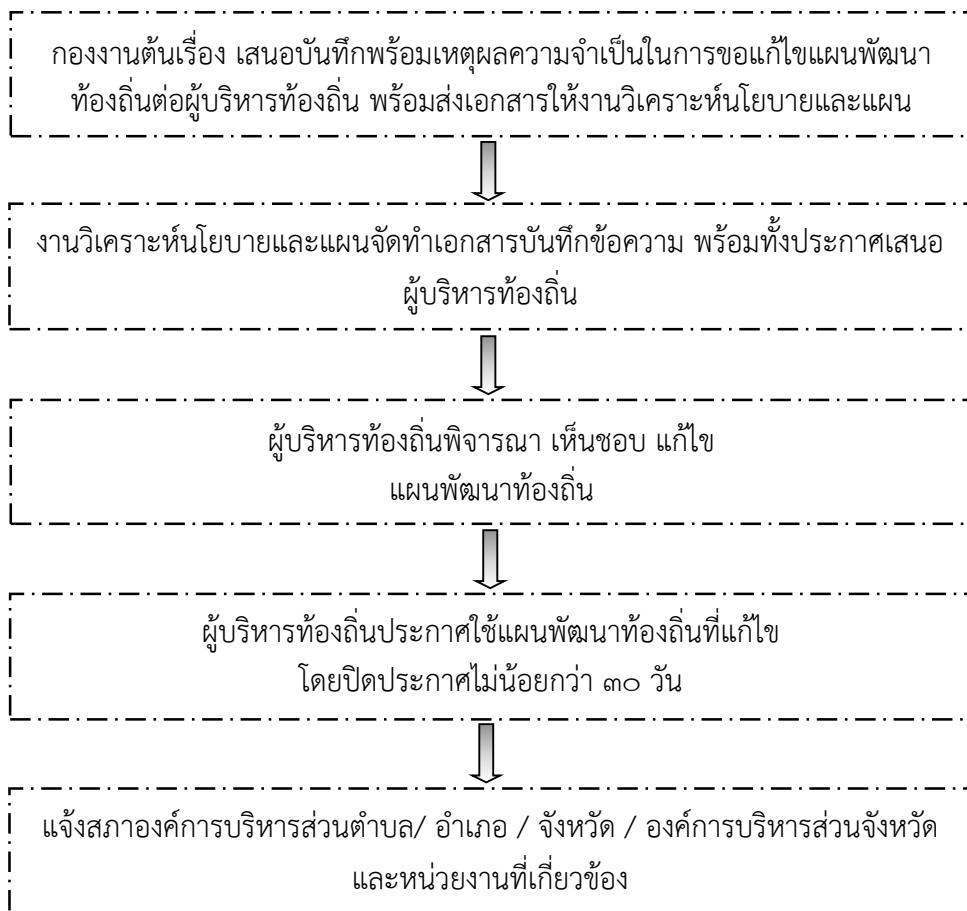 กองงานต้นเรื่อง เสนอบันทึกพร้อมเหตุผลความจำเป็นในการขอแก้ไขแผนพัฒนา
ท้องถิ่นต่อผู้บริหารท้องถิ่น พร้อมส่งเอกสารให้งานวิเคราะห์นโยบายและแผน
งานวิเคราะห์นโยบายและแผนจัดทำเอกสารบันทึกข้อความ พร้อมทั้งประกาศเสนอ
ผู้บริหารท้องถิ่น
ผู้บริหารท้องถิ่นพิจารณา เห็นชอบ แก้ไข
แผนพัฒนาท้องถิ่น
ผู้บริหารท้องถิ่นประกาศใช้แผนพัฒนาท้องถิ่นที่แก้ไข
โดยปิดประกาศไม่น้อยกว่า ๓๐ วัน
แจ้งสภาองค์การบริหารส่วนตำบล/ อำเภอ / จังหวัด / องค์การบริหารส่วนจังหวัด
และหน่วยงานที่เกี่ยวข้อง